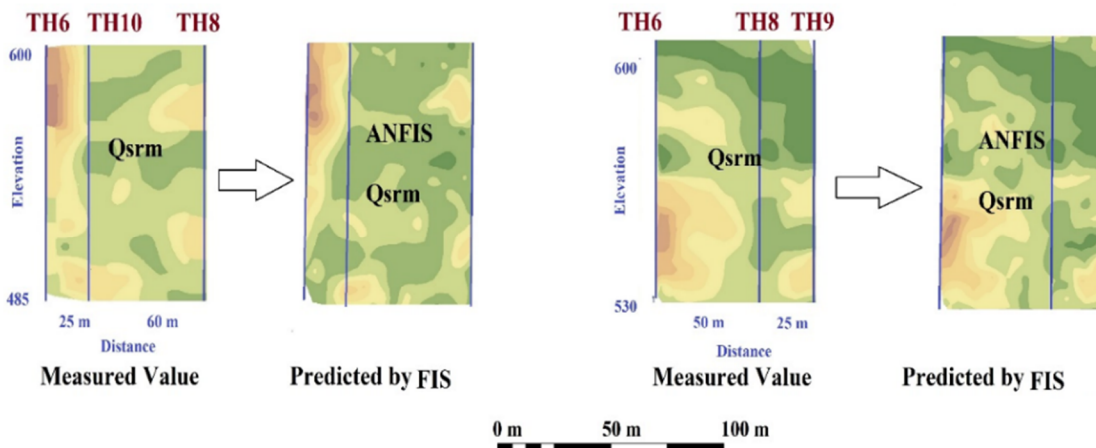 TH6 TH10 TH8
600
Elevation
Qsrm
485
25 m 60 m
Distance
Measured Value
ANFIS
Qsrm
Predicted by FIS
TH6 TH8 TH9
600
Elcvation
Qsrm
530
50 m 25 m
Distance
Measured Value
ANFIS
Qsrm
Predicted by FIS
0 m 50 m 100 m